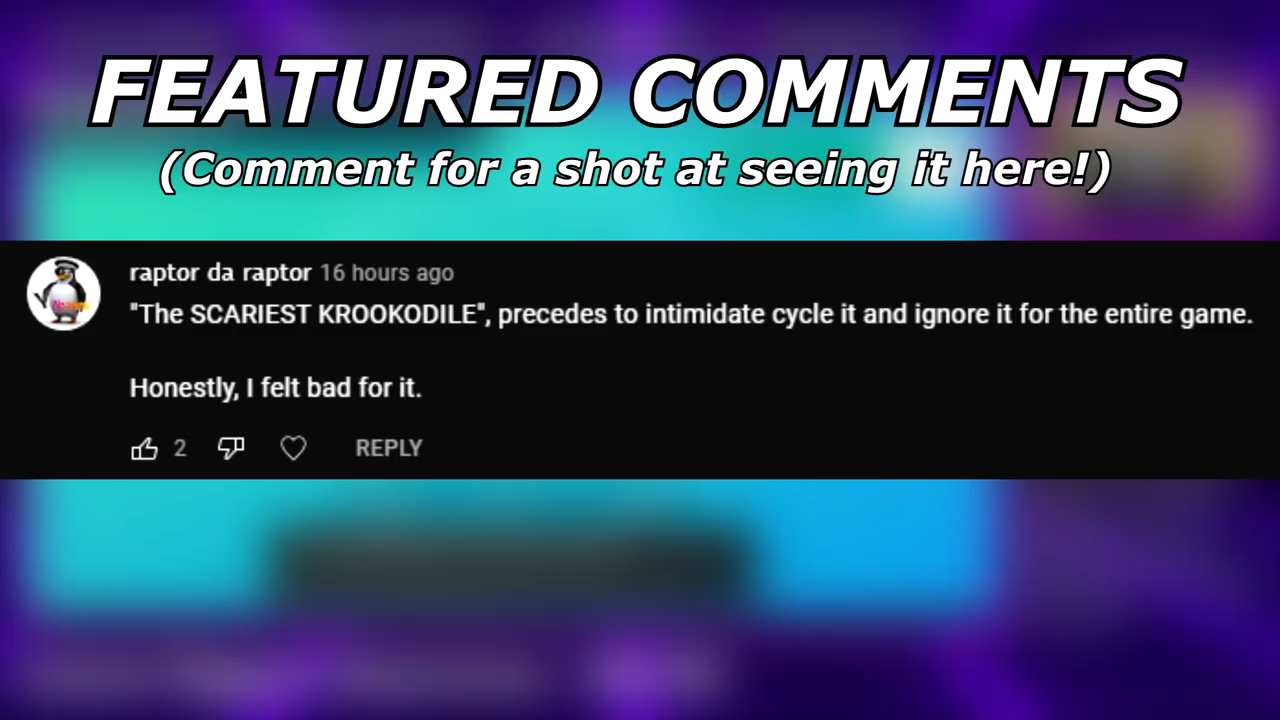 FEATURED COMMENTS
(Comment for a shot at seeing it here!)
raptor da raptor 16 hours ago
"The SCARIEST KROOKODILE", precedes to intimidate cycle it and ignore it for the entire game.
Honestly, I felt bad for it.
2 REPLY